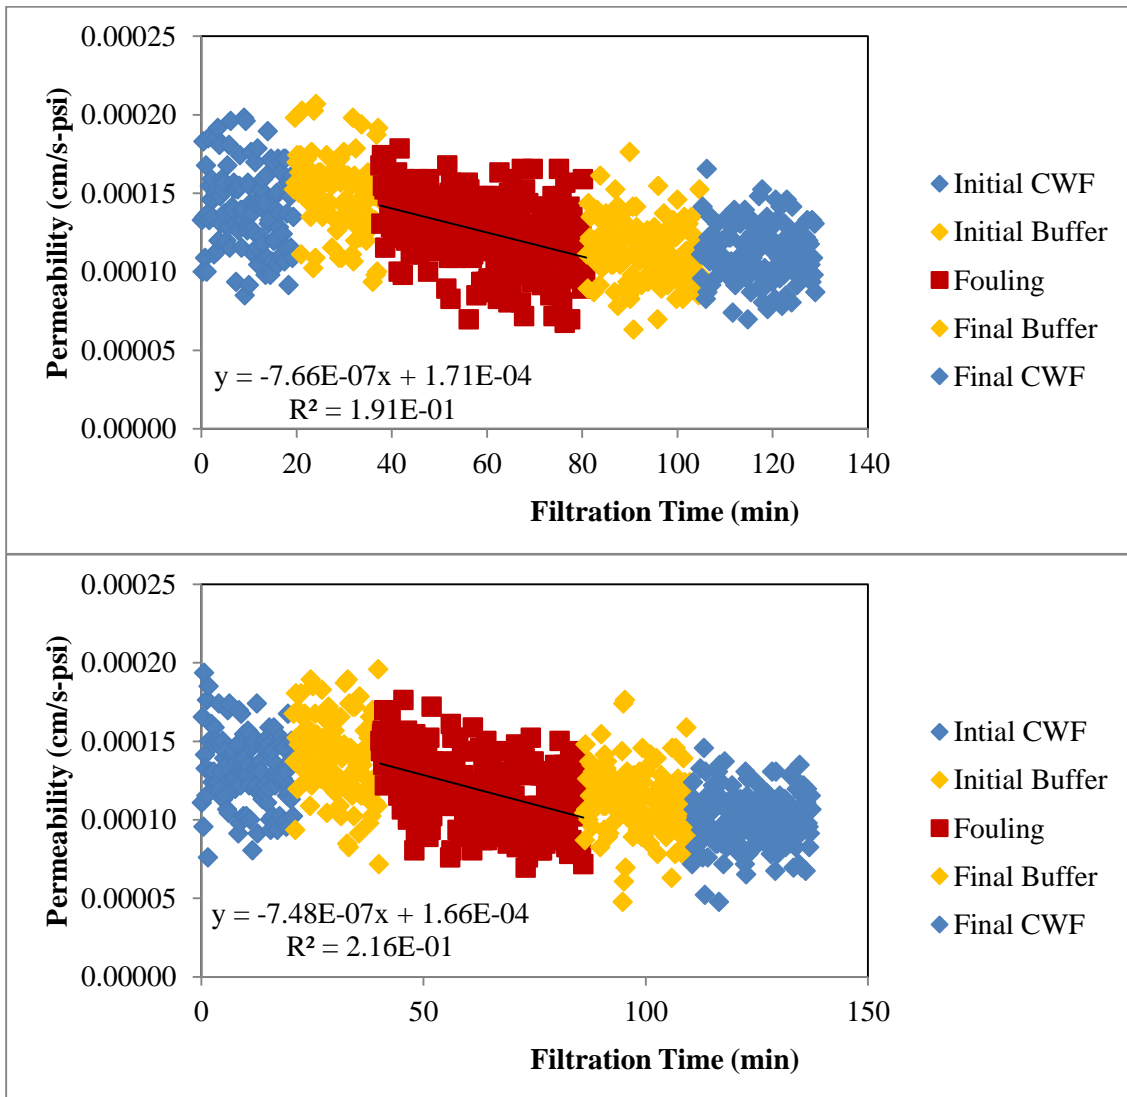 0.00025
0.00020
0.00015
0.00010
0.00005
0.00000
Permeability (cm/s-psi)
y = -7.66E-07x + 1.71E-04
R² = 1.91E-01
0 20 40 60 80 100 120 140
Filtration Time (min)
Initial CWF
Initial Buffer
Fouling
Final Buffer
Final CWF
0.00025
0.00020
0.00015
0.00010
0.00005
0.00000
Permeability (cm/s-psi)
y = -7.48E-07x + 1.66E-04
R² = 2.16E-01
0 50 100 150
Filtration Time (min)
Intial CWF
Initial Buffer
Fouling
Final Buffer
Final CWF